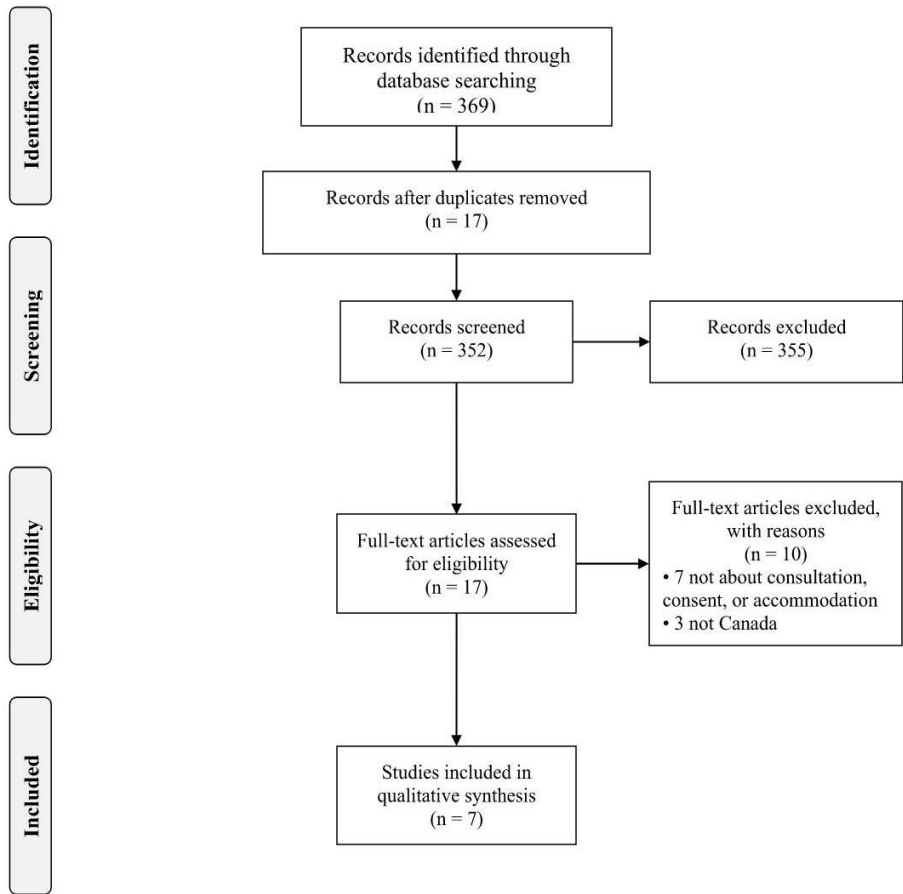 Identification
Records identified through
database searching
(n = 369)
Records after duplicates removed
(n = 17)
Screening
Records screened
(n = 352)
Records excluded
(n = 355)
Eligibility
Full-text articles assessed
for eligibility
(n = 17)
Full-text articles excluded,
with reasons
(n = 10)
• 7 not about consultation,
consent, or accommodation
• 3 not Canada
Included
Studies included in
qualitative synthesis
(n = 7)